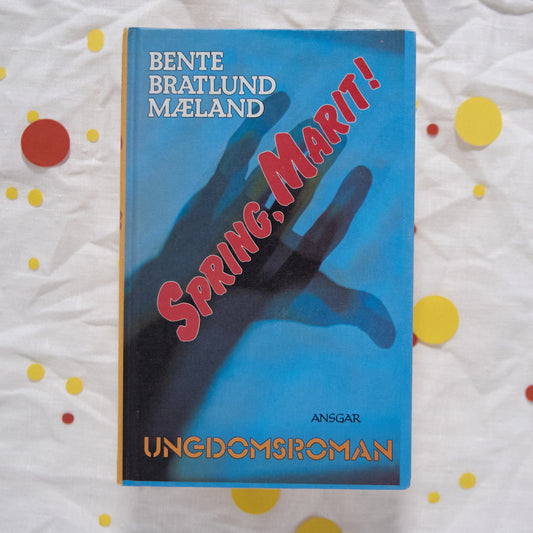 BENTE
BRATLUND
MÆLAND
SPRING, MARIT!
ANSGAR
UNGDOMSROMAN